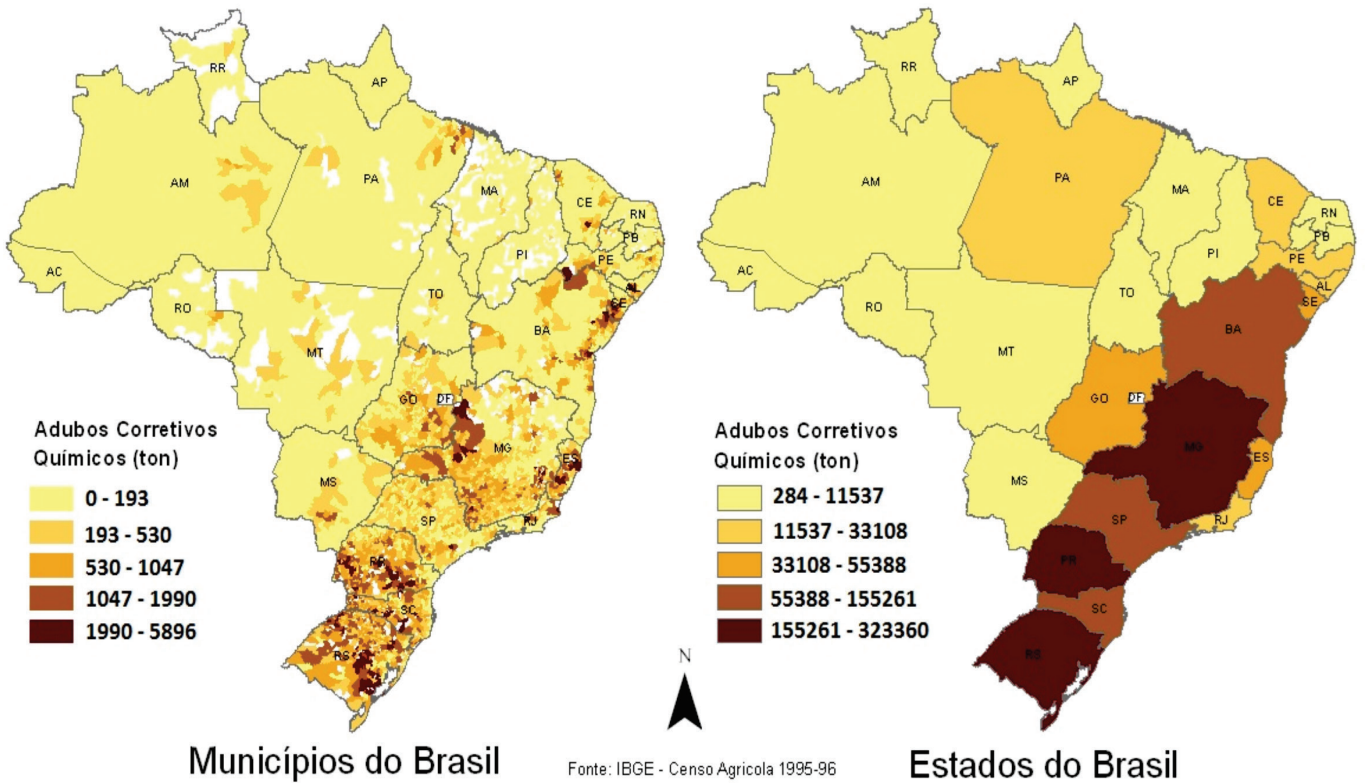 RR
AP
AM
PA
MA
CE
RN
PB
PI
PE
AL
SE
AC
RO
TO
BA
MT
GO
DF
MG
ES
MS
SP
RJ
PR
SC
RS
Adubos Corretivos
Químicos (ton)
0 - 193
193 - 530
530 - 1047
1047 - 1990
1990 - 5896
Municípios do Brasil
RR
AP
AM
PA
MA
CE
RN
PB
PI
PE
AL
SE
AC
RO
TO
BA
MT
GO
DF
MG
ES
MS
SP
RJ
PR
SC
RS
Adubos Corretivos
Químicos (ton)
284 - 11537
11537 - 33108
33108 - 55388
55388 - 155261
155261 - 323360
N
Fonte: IBGE - Censo Agricola 1995-96
Estados do Brasil